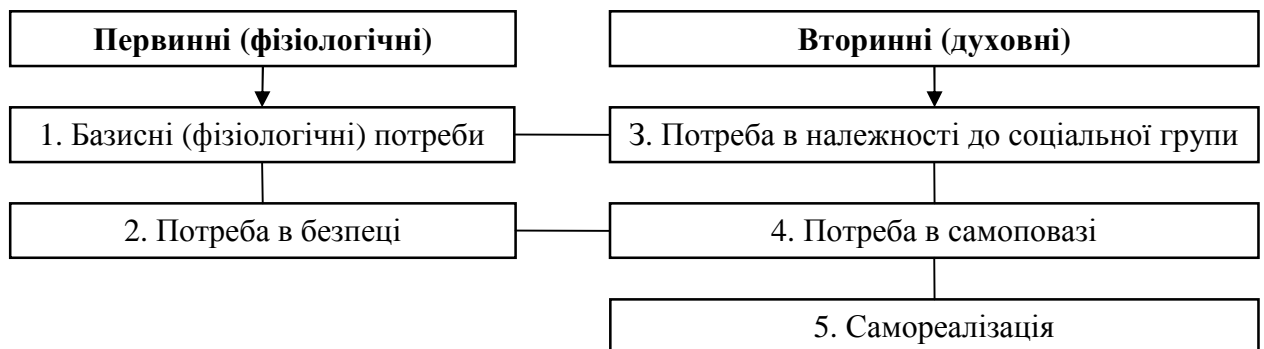 Первинні (фізіологічні)
Вторинні (духовні)
1. Базисні (фізіологічні) потреби
3. Потреба в належності до соціальної групи
2. Потреба в безпеці
4. Потреба в самоповазі
5. Самореалізація